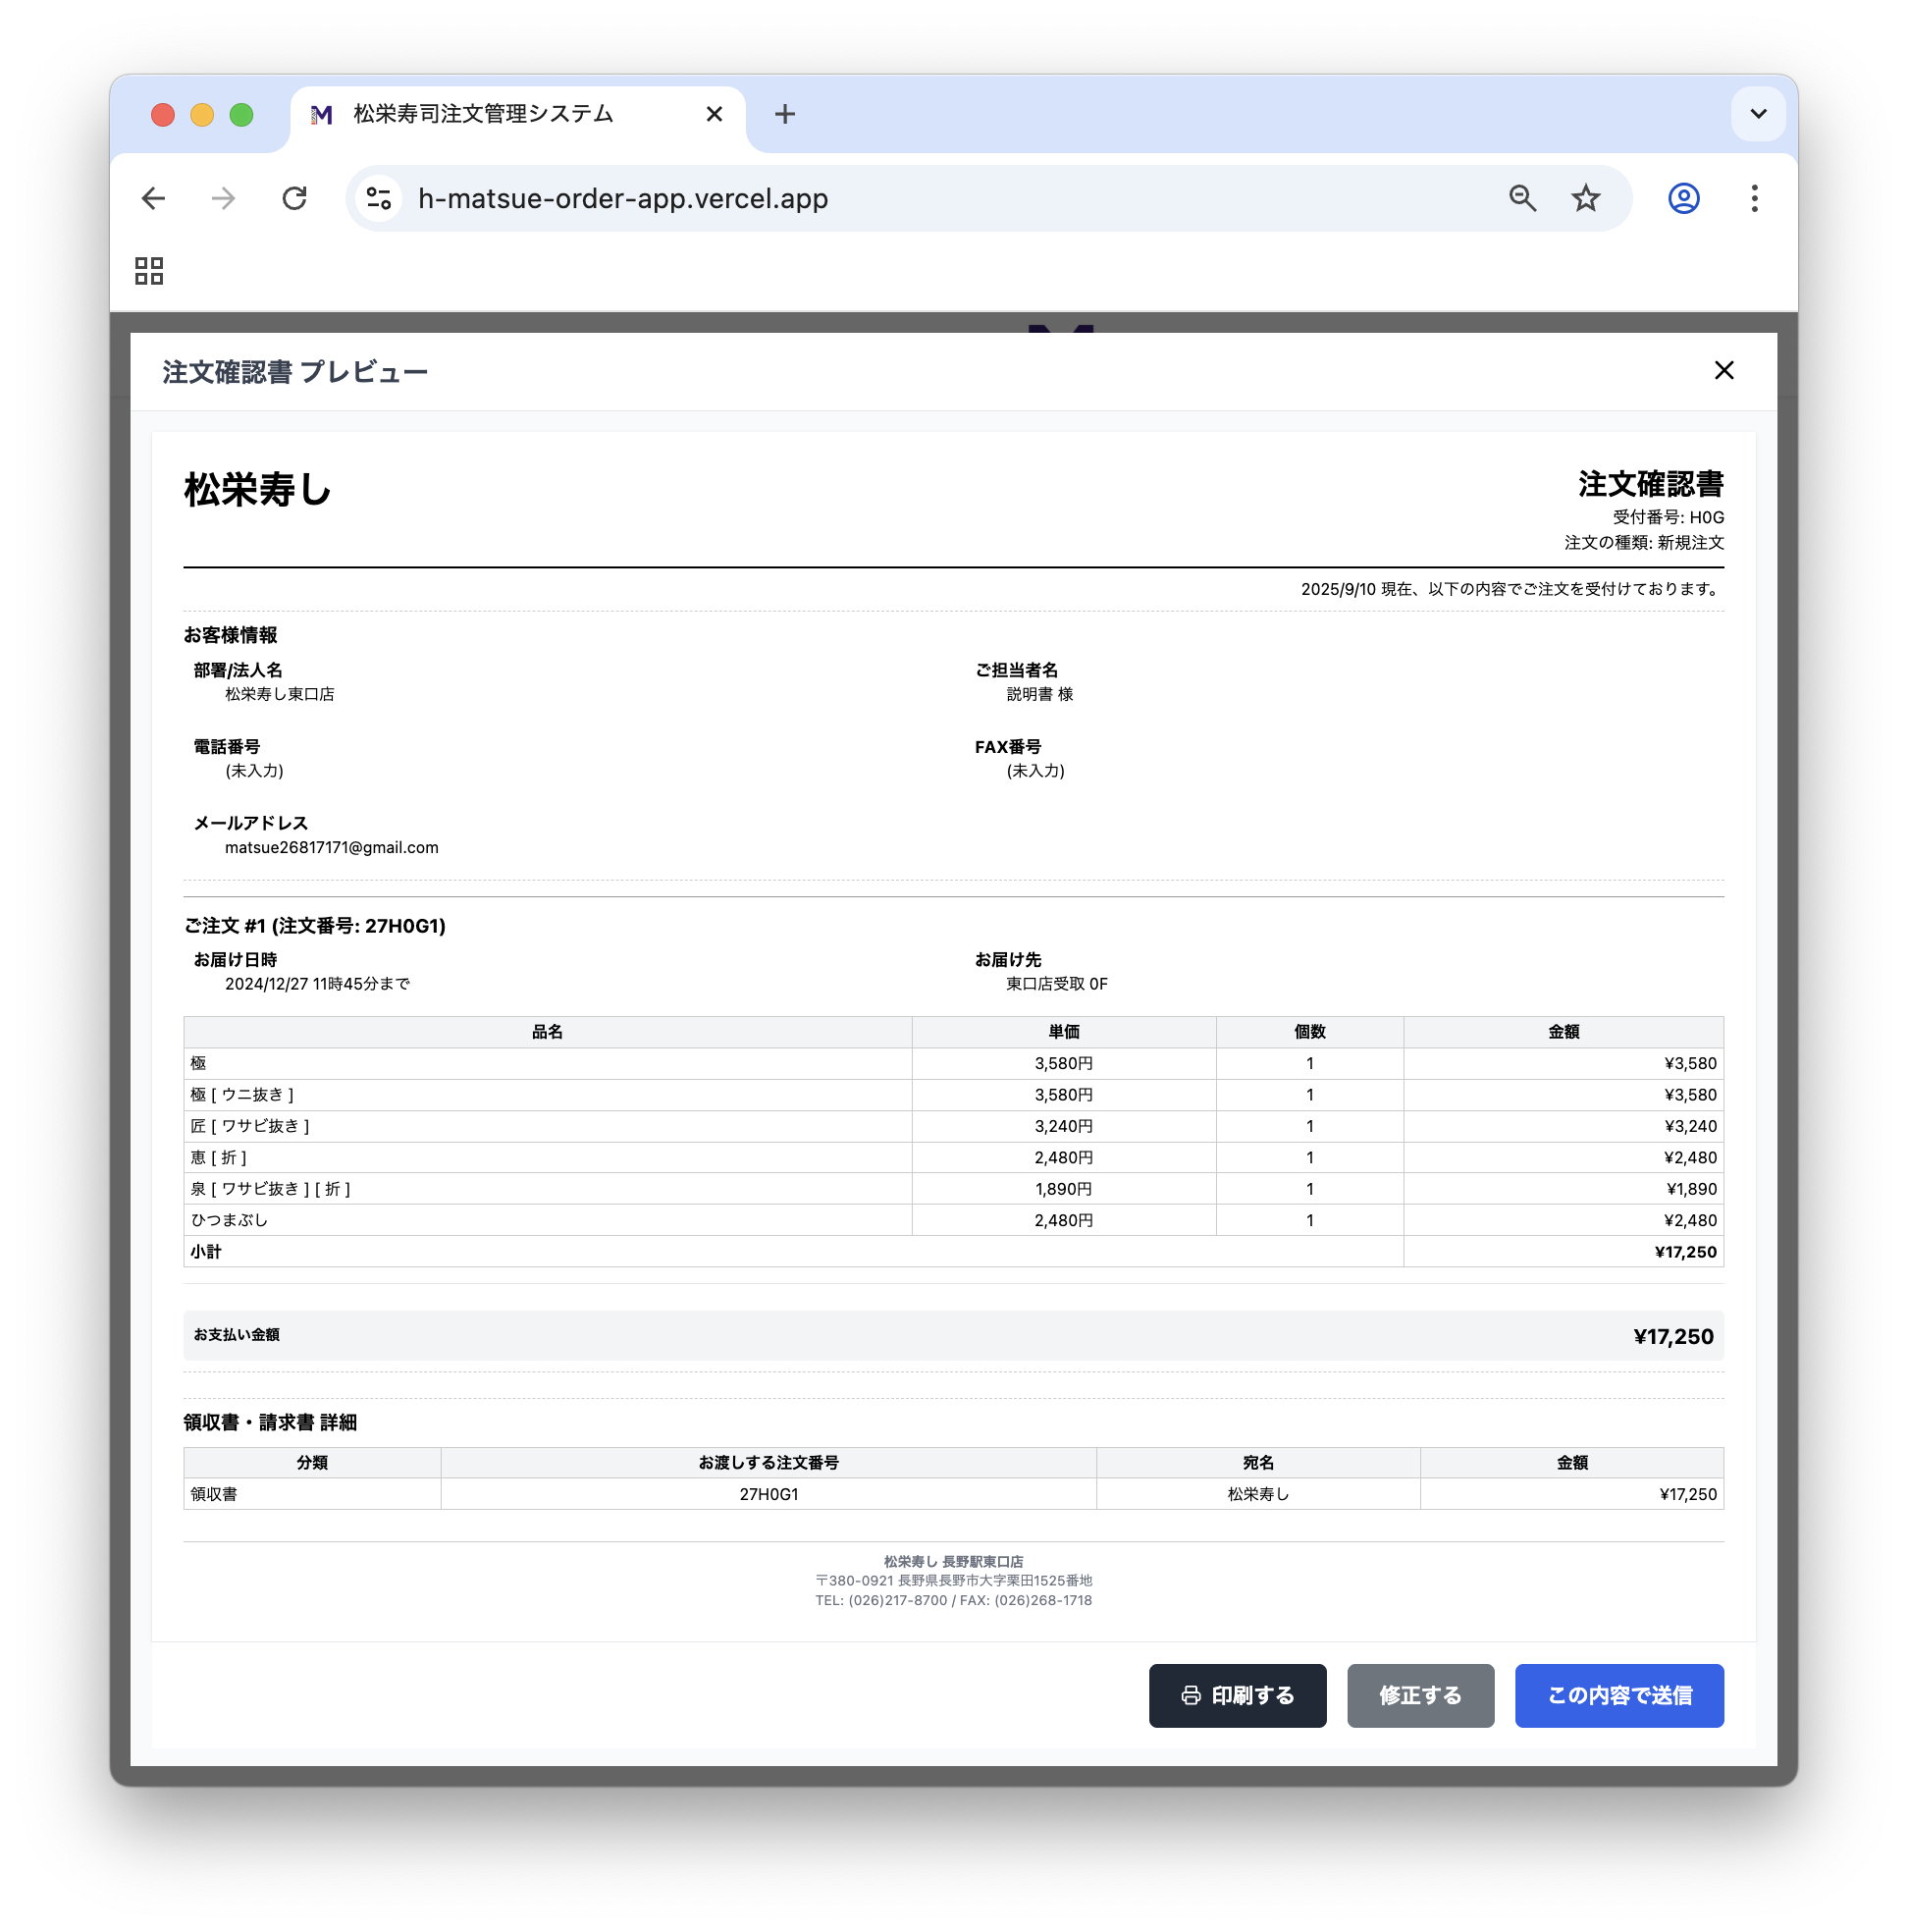 松栄寿司注文管理システム
h-matsue-order-app.vercel.app
注文確認書 プレビュー
松栄寿し
注文確認書
受付番号: H0G
注文の種類: 新規注文
2025/9/10 現在、以下の内容でご注文を受付けております。
お客様情報
部署/法人名 ご担当者名
松栄寿し東口店 説明書 様
電話番号 FAX番号
(未入力) (未入力)
メールアドレス
matsue26817171@gmail.com
ご注文 #1 (注文番号: 27H0G1)
お届け日時 お届け先
2024/12/27 11時45分まで 東口店受取 0F
品名 単価 個数 金額
極 3,580円 1 ¥3,580
極 [ ウニ抜き ] 3,580円 1 ¥3,580
匠 [ ワサビ抜き ] 3,240円 1 ¥3,240
恵 [ 折 ] 2,480円 1 ¥2,480
泉 [ ワサビ抜き ] [ 折 ] 1,890円 1 ¥1,890
ひつまぶし 2,480円 1 ¥2,480
小計 ¥17,250
お支払い金額 ¥17,250
領収書・請求書 詳細
分類 お渡しする注文番号 宛名 金額
領収書 27H0G1 松栄寿し ¥17,250
松栄寿し 長野駅東口店
〒380-0921 長野県長野市大字栗田1525番地
TEL: (026)217-8700 / FAX: (026)268-1718
印刷する 修正する この内容で送信